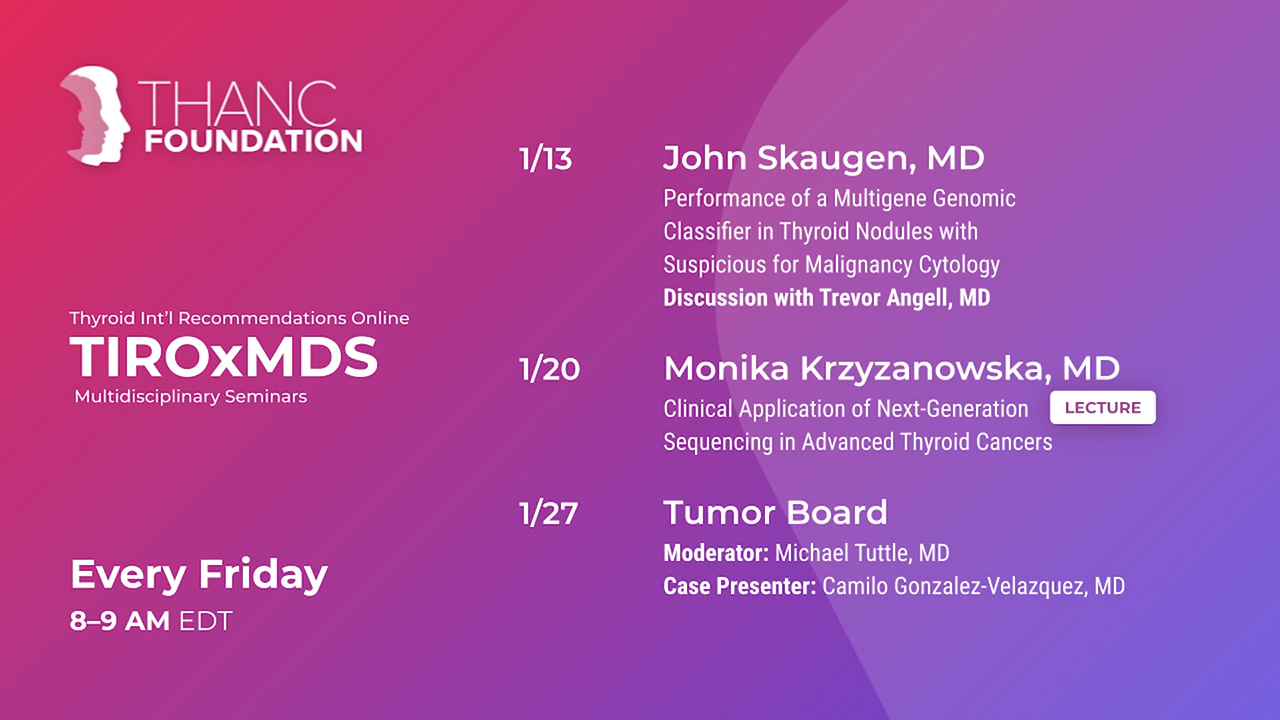 THANC
FOUNDATION
Thyroid Int'l Recommendations Online
TIROxMDS
Multidisciplinary Seminars
Every Friday
8–9 AM EDT
1/13
John Skaugen, MD
Performance of a Multigene Genomic
Classifier in Thyroid Nodules with
Suspicious for Malignancy Cytology
Discussion with Trevor Angell, MD
1/20
Monika Krzyzanowska, MD
Clinical Application of Next-Generation
LECTURE
Sequencing in Advanced Thyroid Cancers
1/27
Tumor Board
Moderator: Michael Tuttle, MD
Case Presenter: Camilo Gonzalez-Velazquez, MD